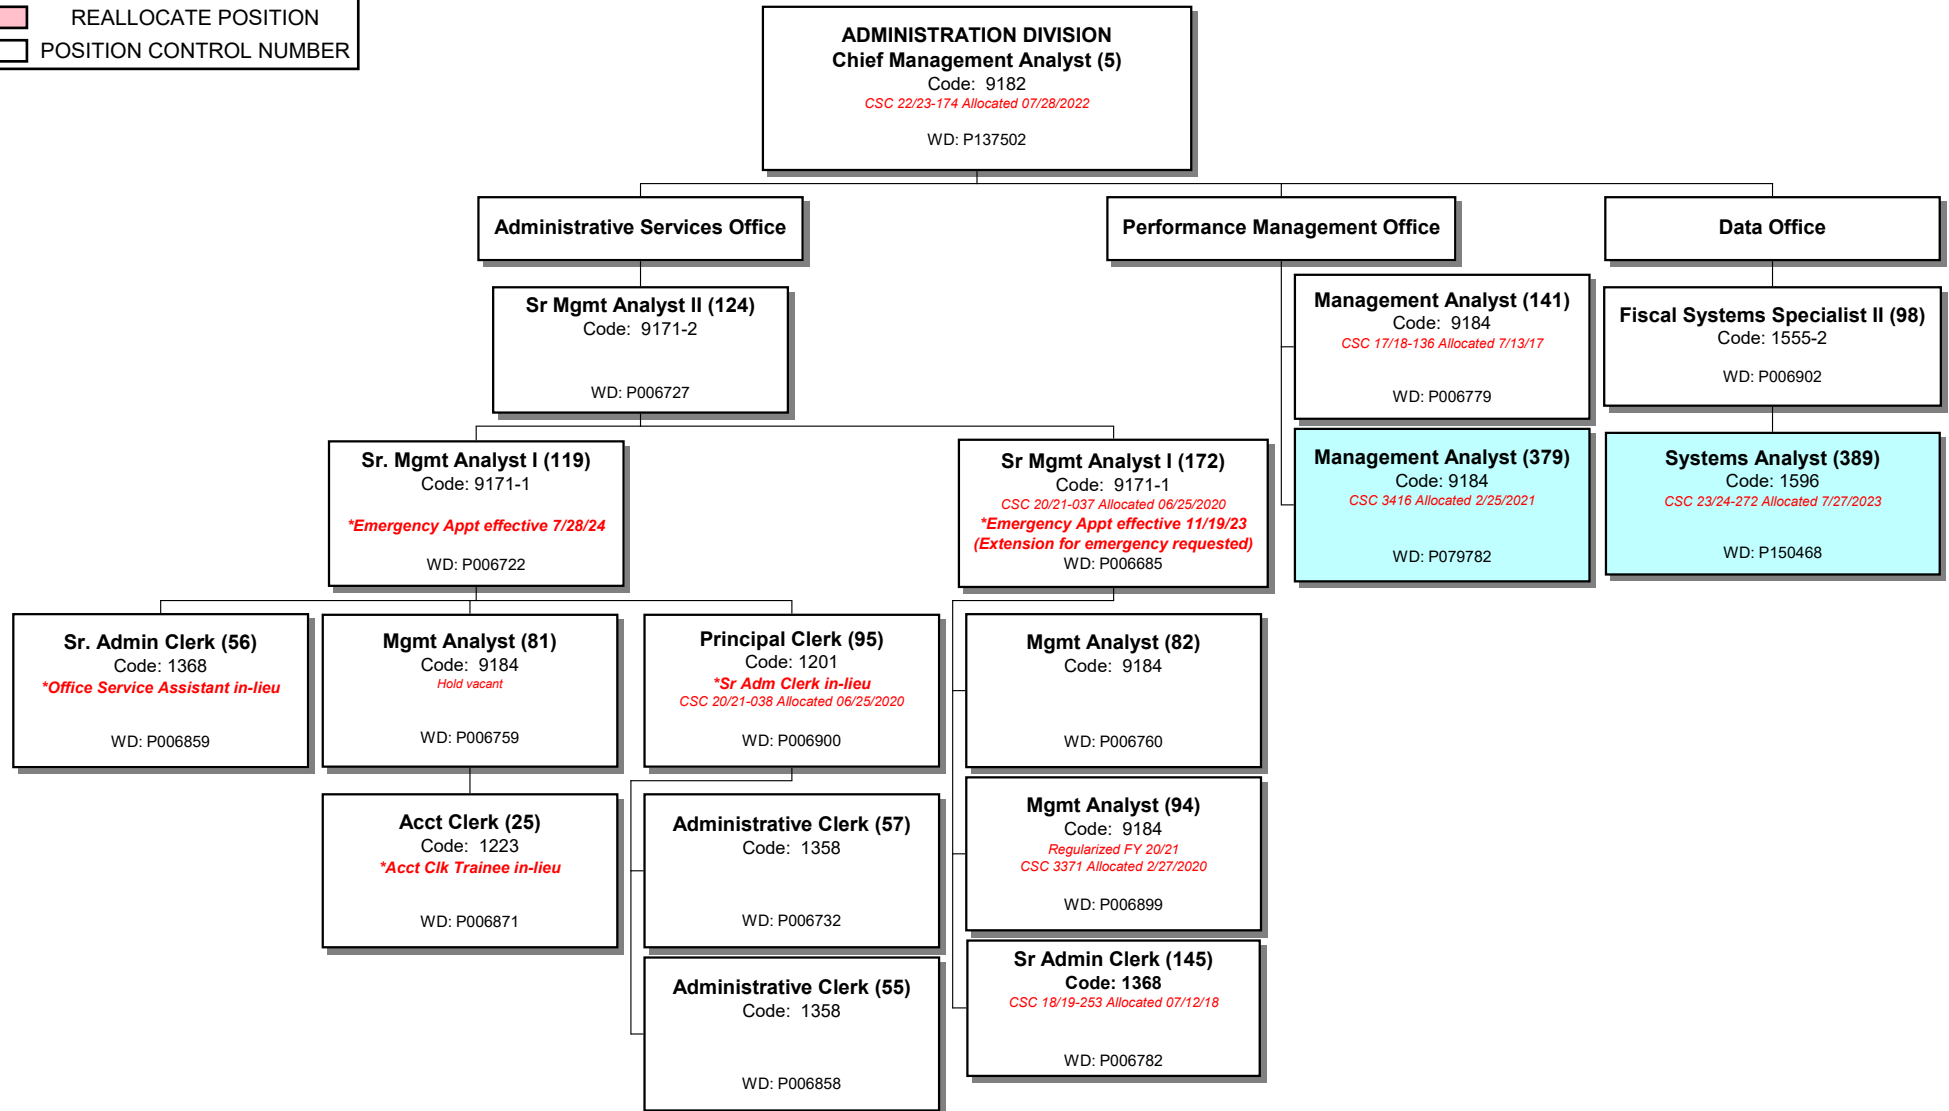 REALLOCATE POSITION
POSITION CONTROL NUMBER
ADMINISTRATION DIVISION
Chief Management Analyst (5)
Code: 9182
CSC 22/23-174 Allocated 07/28/2022
WD: P137502
Administrative Services Office
Performance Management Office
Data Office
Sr Mgmt Analyst II (124)
Code: 9171-2
WD: P006727
Management Analyst (141)
Code: 9184
CSC 17/18-136 Allocated 7/13/17
WD: P006779
Fiscal Systems Specialist II (98)
Code: 1555-2
WD: P006902
Sr. Mgmt Analyst I (119)
Code: 9171-1
*Emergency Appt effective 7/28/24
WD: P006722
Sr Mgmt Analyst I (172)
Code: 9171-1
CSC 20/21-037 Allocated 06/25/2020
*Emergency Appt effective 11/19/23
(Extension for emergency requested)
WD: P006685
Management Analyst (379)
Code: 9184
CSC 3416 Allocated 2/25/2021
WD: P079782
Systems Analyst (389)
Code: 1596
CSC 23/24-272 Allocated 7/27/2023
WD: P150468
Sr. Admin Clerk (56)
Code: 1368
*Office Service Assistant in-lieu
WD: P006859
Mgmt Analyst (81)
Code: 9184
Hold vacant
WD: P006759
Principal Clerk (95)
Code: 1201
*Sr Adm Clerk in-lieu
CSC 20/21-038 Allocated 06/25/2020
WD: P006900
Mgmt Analyst (82)
Code: 9184
WD: P006760
Acct Clerk (25)
Code: 1223
*Acct Clk Trainee in-lieu
WD: P006871
Administrative Clerk (57)
Code: 1358
WD: P006732
Mgmt Analyst (94)
Code: 9184
Regularized FY 20/21
CSC 3371 Allocated 2/27/2020
WD: P006899
Administrative Clerk (55)
Code: 1358
WD: P006858
Sr Admin Clerk (145)
Code: 1368
CSC 18/19-253 Allocated 07/12/18
WD: P006782